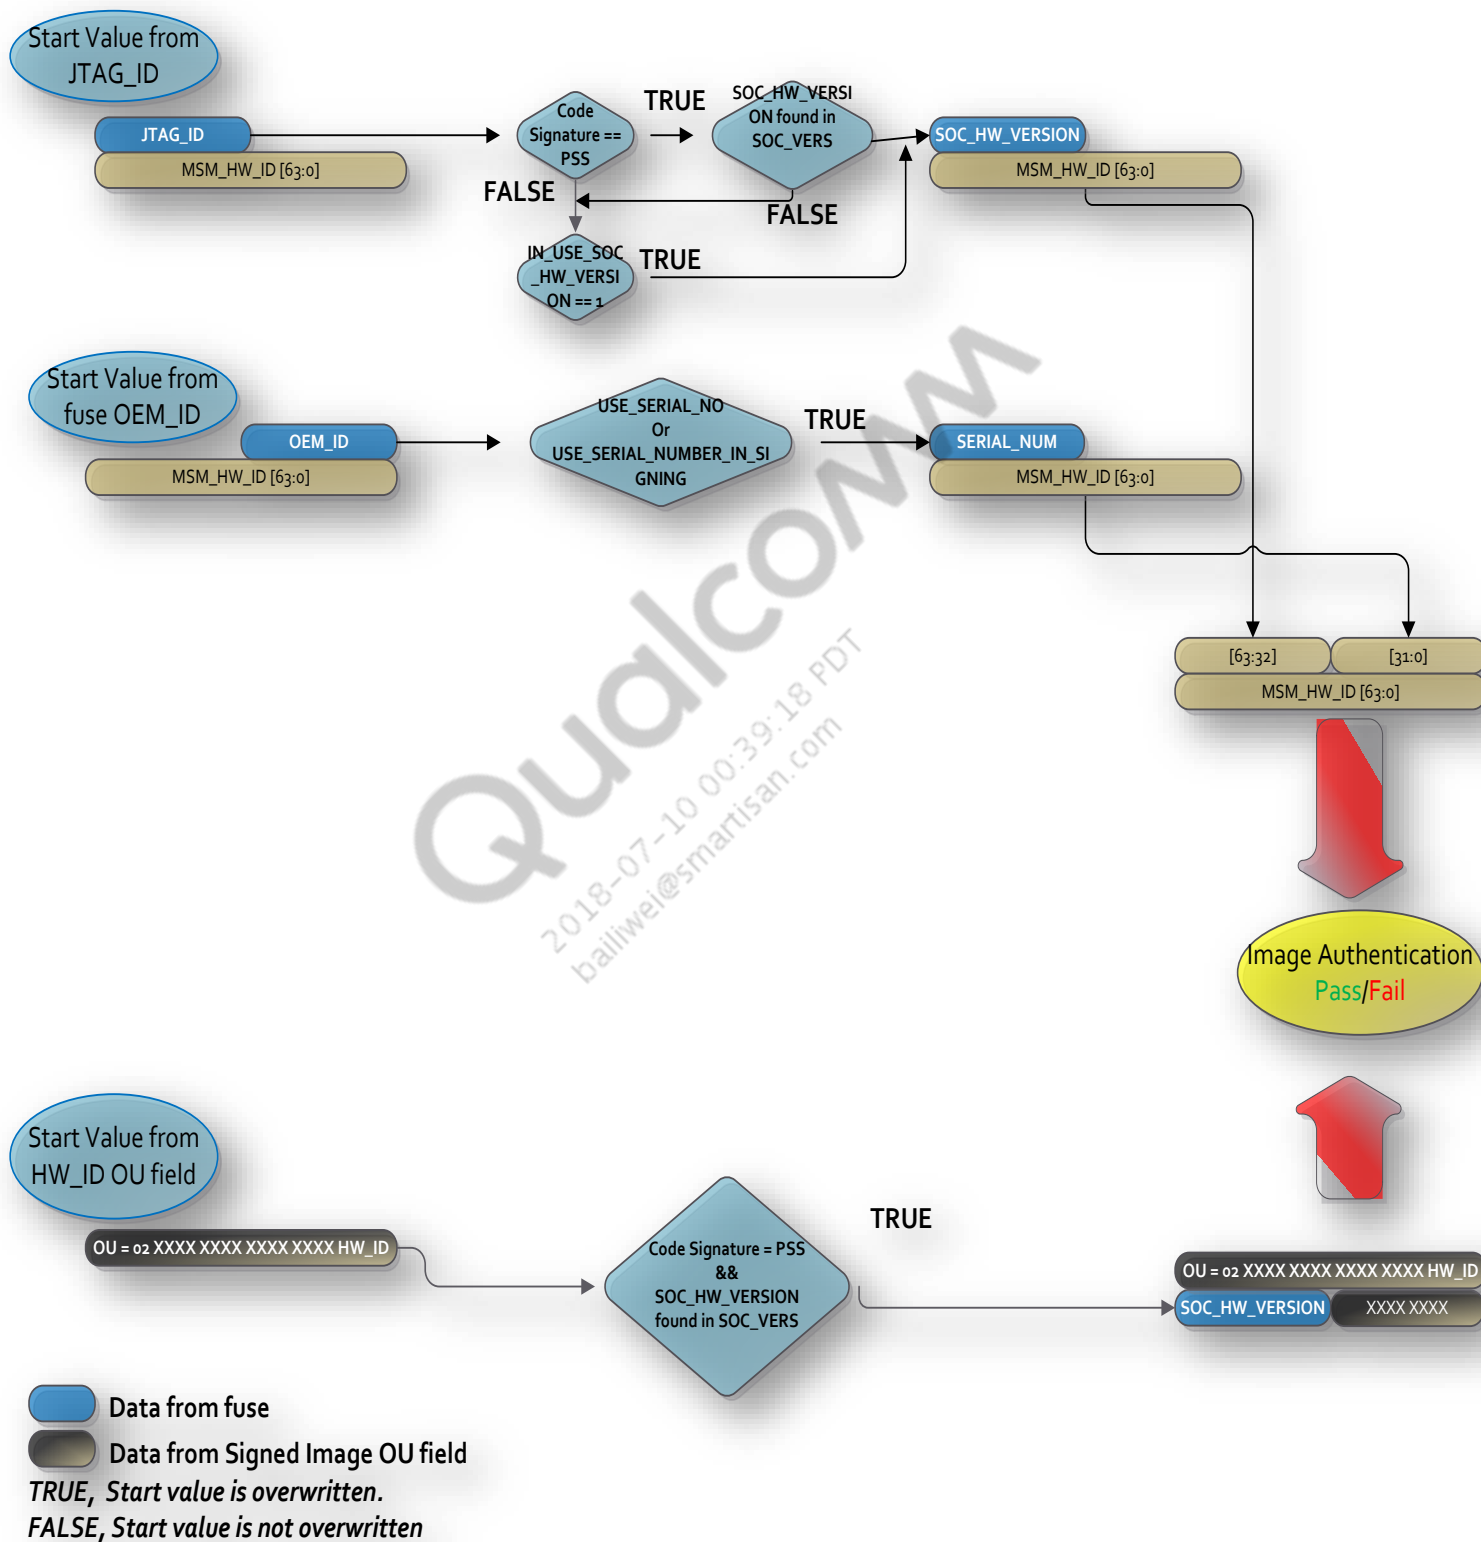 Start Value from
JTAG_ID
JTAG_ID
MSM_HW_ID [63:0]
Code
Signature ==
PSS
TRUE
SOC_HW_VERSI
ON found in
SOC_VERS
SOC_HW_VERSION
MSM_HW_ID [63:0]
FALSE
FALSE
IN_USE_SOC
_HW_VERSI
ON == 1
TRUE
Start Value from
fuse OEM_ID
OEM_ID
MSM_HW_ID [63:0]
USE_SERIAL_NO
Or
USE_SERIAL_NUMBER_IN_SI
GNING
TRUE
SERIAL_NUM
MSM_HW_ID [63:0]
[63:32]
[31:0]
MSM_HW_ID [63:0]
Qualcomm
2018-07-10 00:39:18 PDT
bailiwei@smartisan.com
Image Authentication
Pass/Fail
Start Value from
HW_ID OU field
OU = 02 XXXX XXXX XXXX XXXX HW_ID
Code Signature = PSS
&&
SOC_HW_VERSION
found in SOC_VERS
TRUE
OU = 02 XXXX XXXX XXXX XXXX HW_ID
SOC_HW_VERSION
XXXX XXXX
Data from fuse
Data from Signed Image OU field
TRUE, Start value is overwritten.
FALSE, Start value is not overwritten